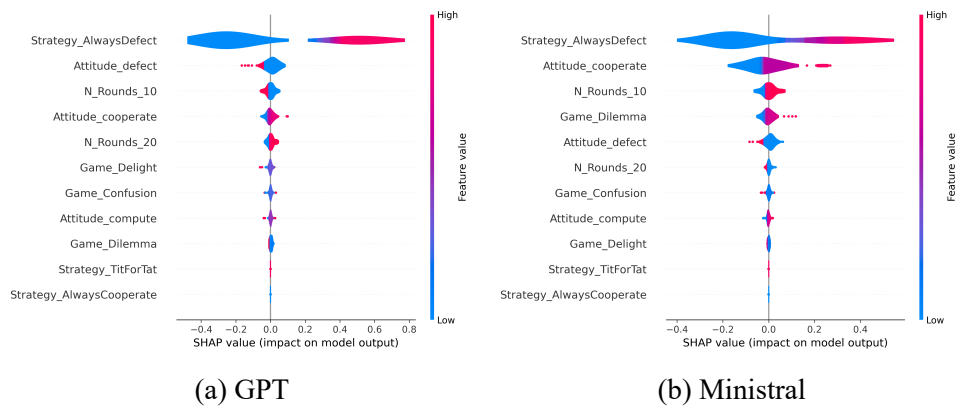 Strategy_AlwaysDefect
Attitude_defect
N_Rounds_10
Attitude_cooperate
N_Rounds_20
Game_Delight
Game_Confusion
Attitude_compute
Game_Dilemma
Strategy_TitForTat
Strategy_AlwaysCooperate
−0.4 −0.2 0.0 0.2 0.4 0.6 0.8
SHAP value (impact on model output)
High
Feature value
Low
(a) GPT
Strategy_AlwaysDefect
Attitude_cooperate
N_Rounds_10
Game_Dilemma
Attitude_defect
N_Rounds_20
Game_Confusion
Attitude_compute
Game_Delight
Strategy_TitForTat
Strategy_AlwaysCooperate
−0.4 −0.2 0.0 0.2 0.4
SHAP value (impact on model output)
High
Feature value
Low
(b) Ministral